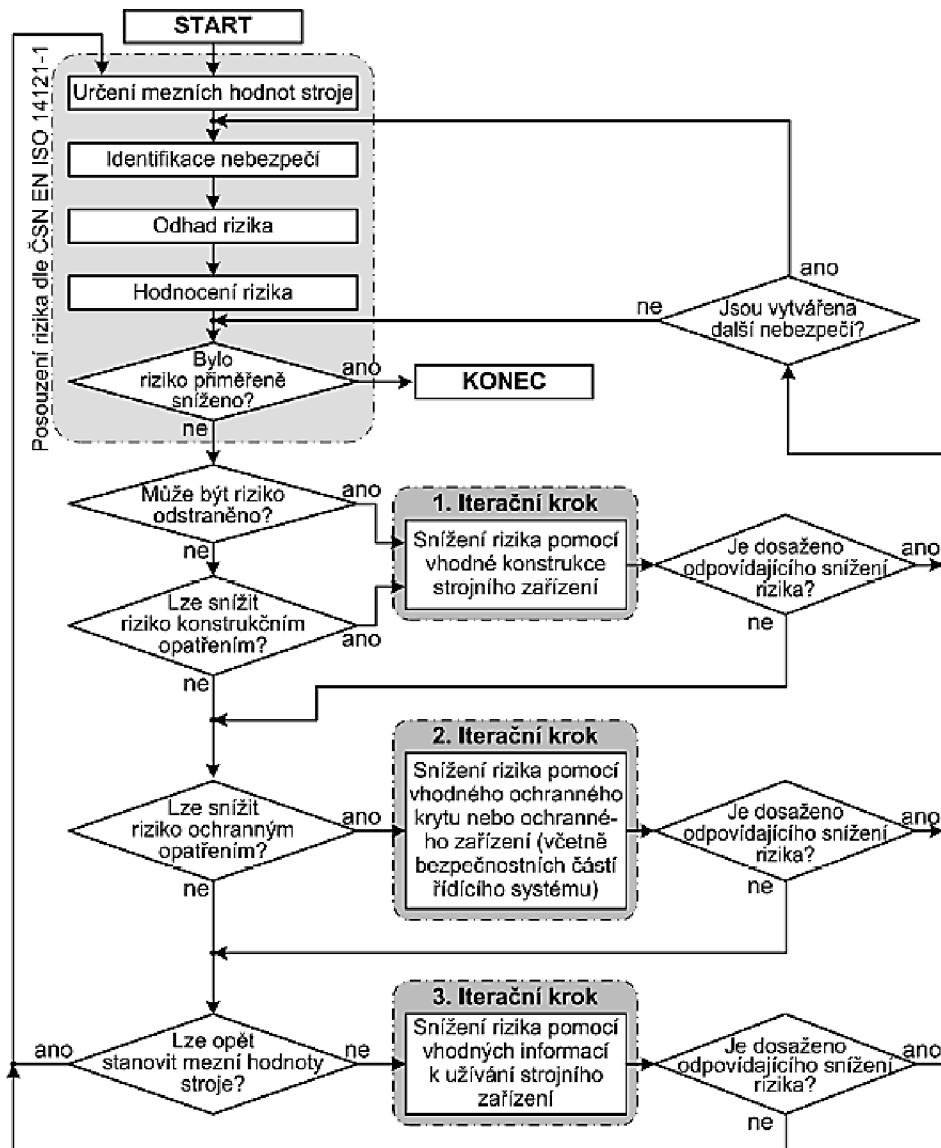 START
Posouzení rizika dle ČSN EN ISO 14121-1
Určení mezních hodnot stroje
Identifikace nebezpečí
Odhad rizika
Hodnocení rizika
ano
ne
Jsou vytvářena
další nebezpečí?
Bylo
riziko přiměřeně
sníženo?
ano
KONEC
ne
Může být riziko
odstraněno?
ano
ne
Lze snížit
riziko konstrukčním
opatřením?
ano
ne
1. Iterační krok
Snížení rizika pomocí
vhodné konstrukce
strojního zařízení
Je dosaženo
odpovídajícího snížení
rizika?
ano
ne
Lze snížit
riziko ochranným
opatřením?
ano
ne
2. Iterační krok
Snížení rizika pomocí
vhodného ochranného
krytu nebo ochranné-
ho zařízení (včetně
bezpečnostních částí
řídícího systému)
Je dosaženo
odpovídajícího snížení
rizika?
ano
ne
ano
Lze opět
stanovit mezní hodnoty
stroje?
ne
3. Iterační krok
Snížení rizika pomocí
vhodných informací
k užívání strojního
zařízení
Je dosaženo
odpovídajícího snížení
rizika?
ano
ne